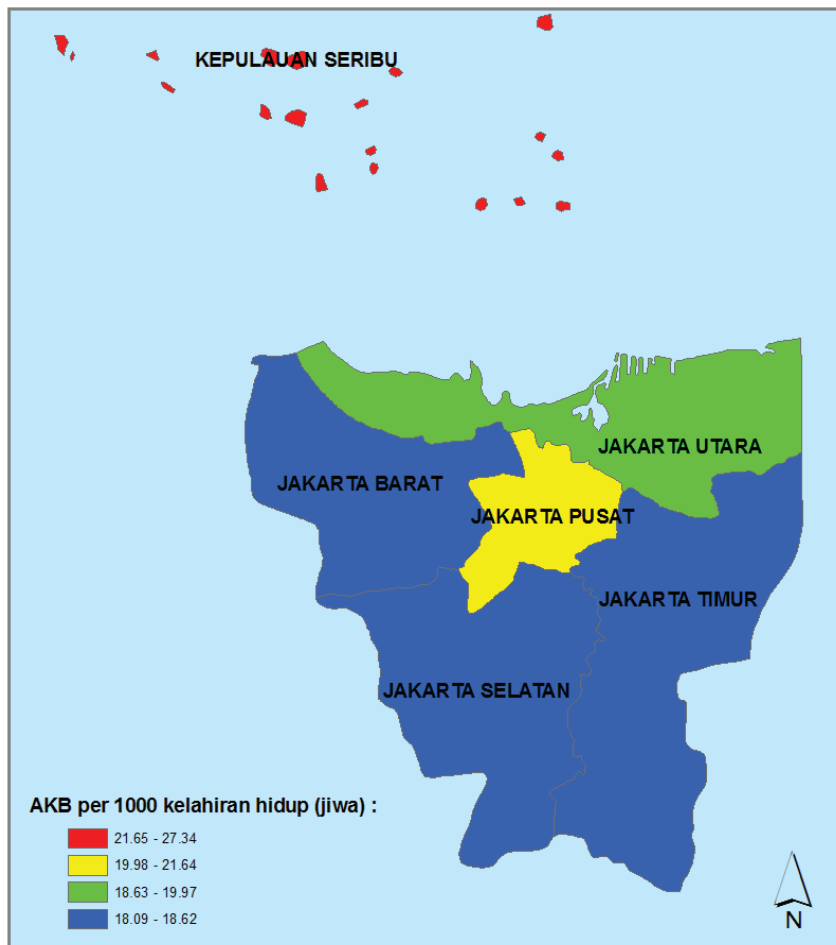 KEPULAUAN SERIBU
JAKARTA UTARA
JAKARTA BARAT
JAKARTA PUSAT
JAKARTA TIMUR
JAKARTA SELATAN
AKB per 1000 kelahiran hidup (jiwa) :
21.65 - 27.34
19.98 - 21.64
18.63 - 19.97
18.09 - 18.62
N